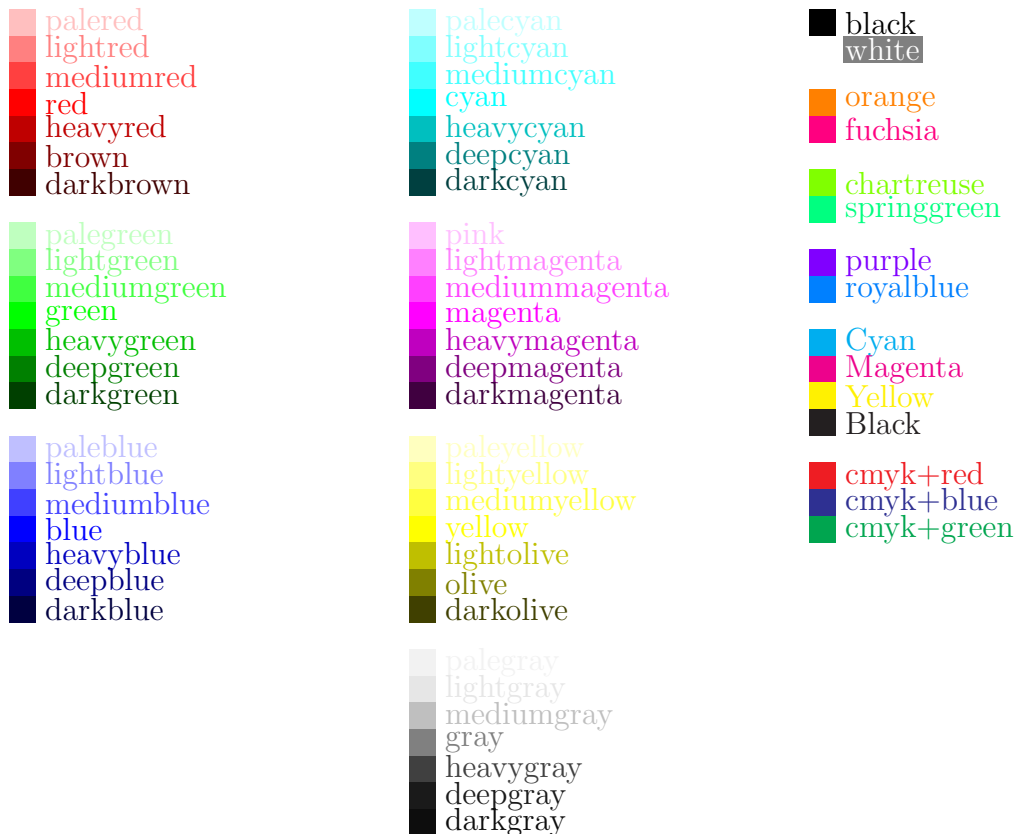 palered
lightred
mediumred
red
heavyred
brown
darkbrown
palegreen
lightgreen
mediumgreen
green
heavygreen
deepgreen
darkgreen
paleblue
lightblue
mediumblue
blue
heavyblue
deepblue
darkblue
palecyan
lightcyan
mediumcyan
cyan
heavycyan
deepcyan
darkcyan
pink
lightmagenta
mediummagenta
magenta
heavymagenta
deepmagenta
darkmagenta
paleyellow
lightyellow
mediumyellow
yellow
lightolive
olive
darkolive
palegray
lightgray
mediumgray
gray
heavygray
deepgray
darkgray
black
white
orange
fuchsia
chartreuse
springgreen
purple
royalblue
Cyan
Magenta
Yellow
Black
cmyk+red
cmyk+blue
cmyk+green